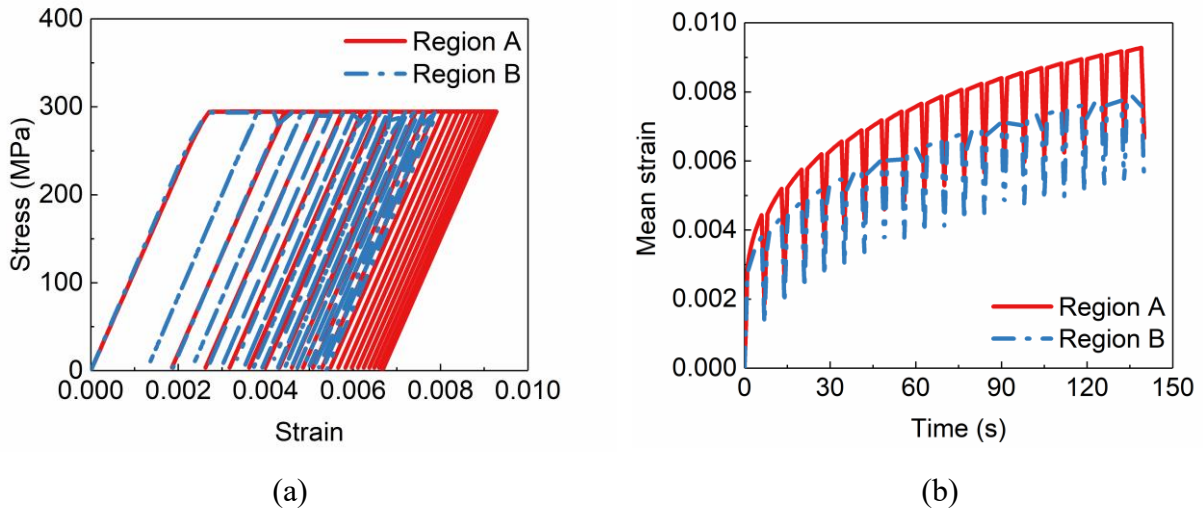 400
300
200
100
0
Stress (MPa)
Region A
Region B
0.000 0.002 0.004 0.006 0.008 0.010
Strain
(a)
0.010
0.008
0.006
0.004
0.002
0.000
Mean strain
Region A
Region B
0 30 60 90 120 150
Time (s)
(b)